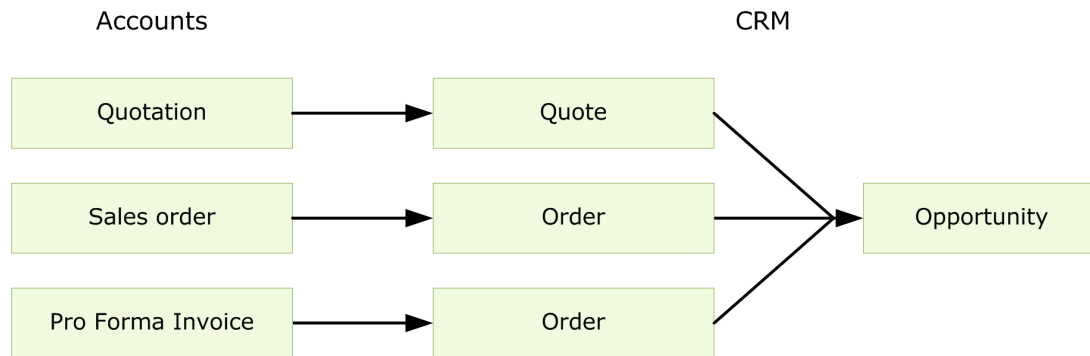 Accounts
CRM
Quotation
Quote
Sales order
Order
Opportunity
Pro Forma Invoice
Order